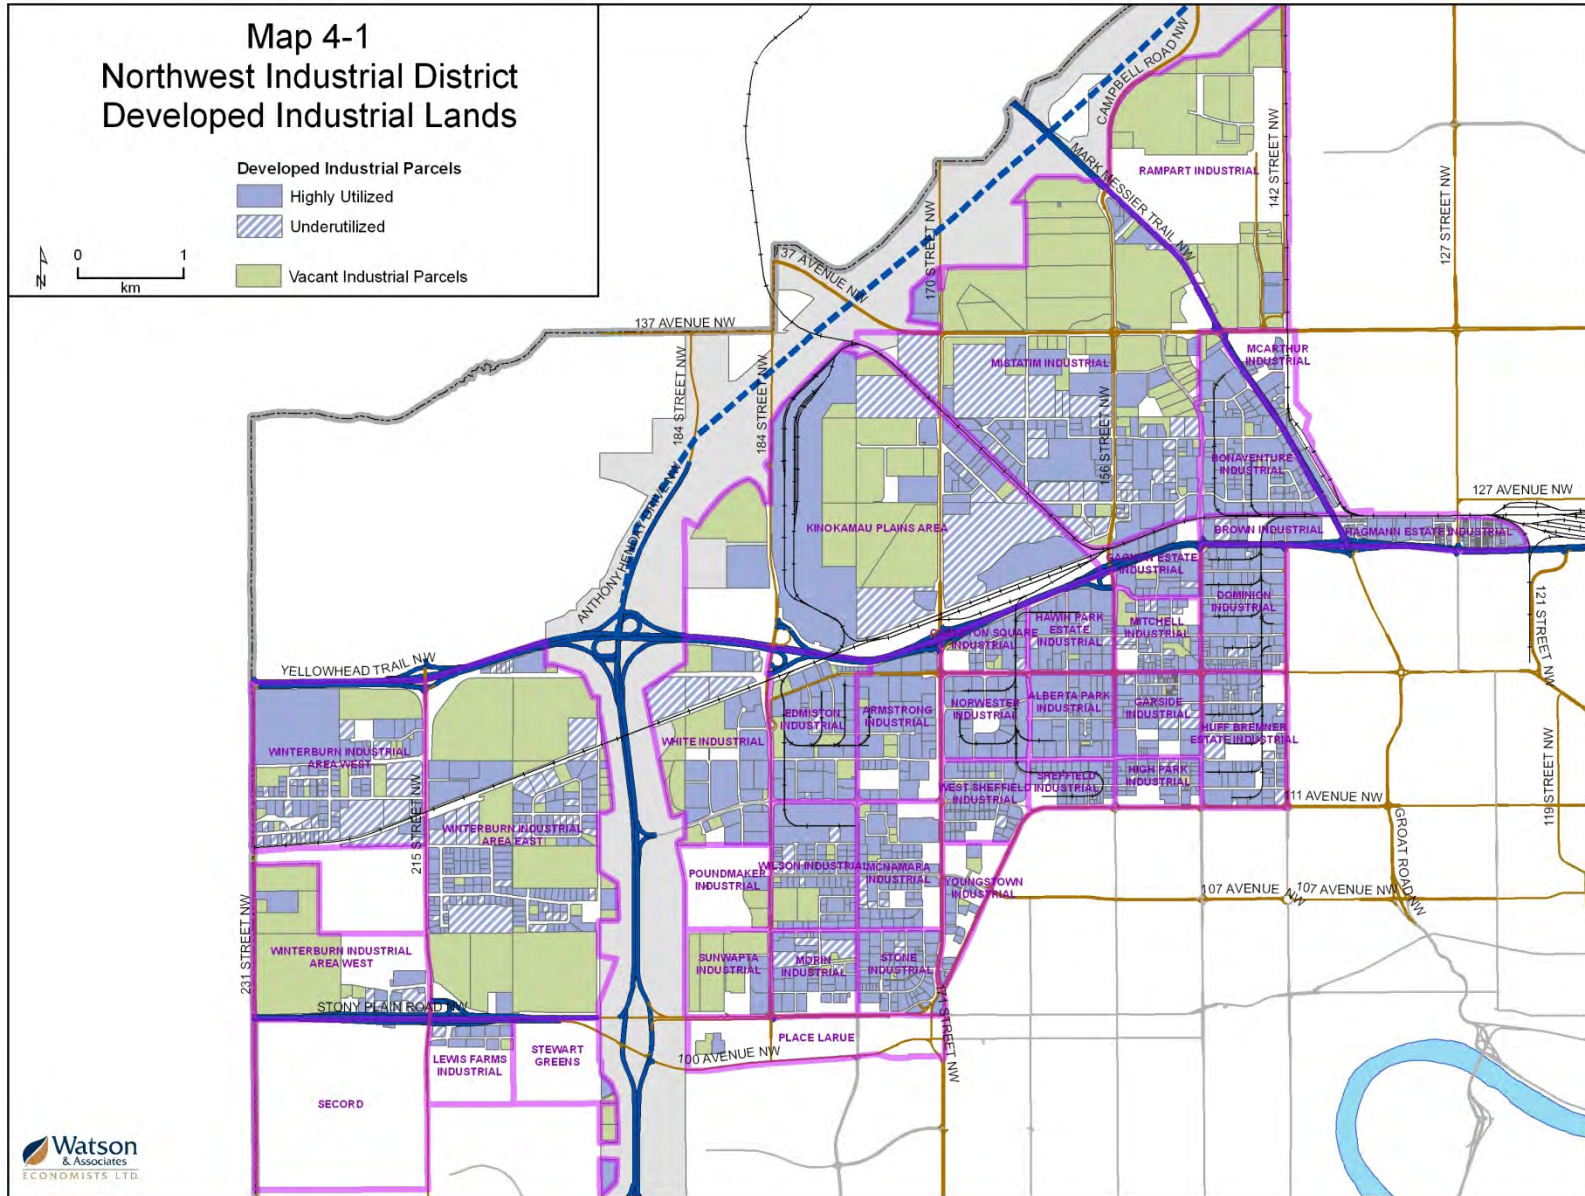 Map 4-1
Northwest Industrial District
Developed Industrial Lands
Developed Industrial Parcels
Highly Utilized
Underutilized
Vacant Industrial Parcels
N
0 1
km
CAMPBELL ROAD NW
MARK MESSIER TRAIL NW
RAMPART INDUSTRIAL
142 STREET NW
127 STREET NW
170 STREET NW
137 AVENUE NW
137 AVENUE NW
184 STREET NW
184 STREET NW
MISTATIM INDUSTRIAL
MCARTHUR
INDUSTRIAL
156 STREET NW
BONAVENTURE
INDUSTRIAL
127 AVENUE NW
ANTHONY HENDAY DRIVE NW
KINOKAMAU PLAINS AREA
BROWN INDUSTRIAL
HAGMANN ESTATE INDUSTRIAL
GAGNON ESTATE
INDUSTRIAL
DOMINION
INDUSTRIAL
121 STREET NW
HAWIN PARK
ESTATE
INDUSTRIAL
MITCHELL
INDUSTRIAL
SQUARE
INDUSTRIAL
YELLOWHEAD TRAIL NW
WINTERBURN INDUSTRIAL
AREA WEST
WHITE INDUSTRIAL
EDMISTON
INDUSTRIAL
ARMSTRONG
INDUSTRIAL
NORWESTER
INDUSTRIAL
ALBERTA PARK
INDUSTRIAL
GARSIDE
INDUSTRIAL
HUFF BREMNER
ESTATE INDUSTRIAL
119 STREET NW
215 STREET NW
WINTERBURN INDUSTRIAL
AREA EAST
WEST SHEFFIELD
INDUSTRIAL
SHEFFIELD
INDUSTRIAL
HIGH PARK
INDUSTRIAL
111 AVENUE NW
GROAT ROAD NW
POUNDMAKER
INDUSTRIAL
WILSON INDUSTRIAL
MCNAMARA
INDUSTRIAL
YOUNGSTOWN
INDUSTRIAL
107 AVENUE NW
107 AVENUE NW
231 STREET NW
WINTERBURN INDUSTRIAL
AREA WEST
SUNWAPTA
INDUSTRIAL
MORIN
INDUSTRIAL
STONE
INDUSTRIAL
STONY PLAIN ROAD NW
171 STREET NW
LEWIS FARMS
INDUSTRIAL
STEWART
GREENS
PLACE LARUE
100 AVENUE NW
SECORD
Watson
& Associates
ECONOMISTS LTD.